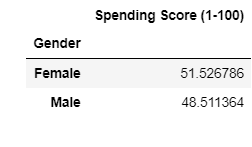 Spending Score (1-100)
Gender
Female 51.526786
Male 48.511364